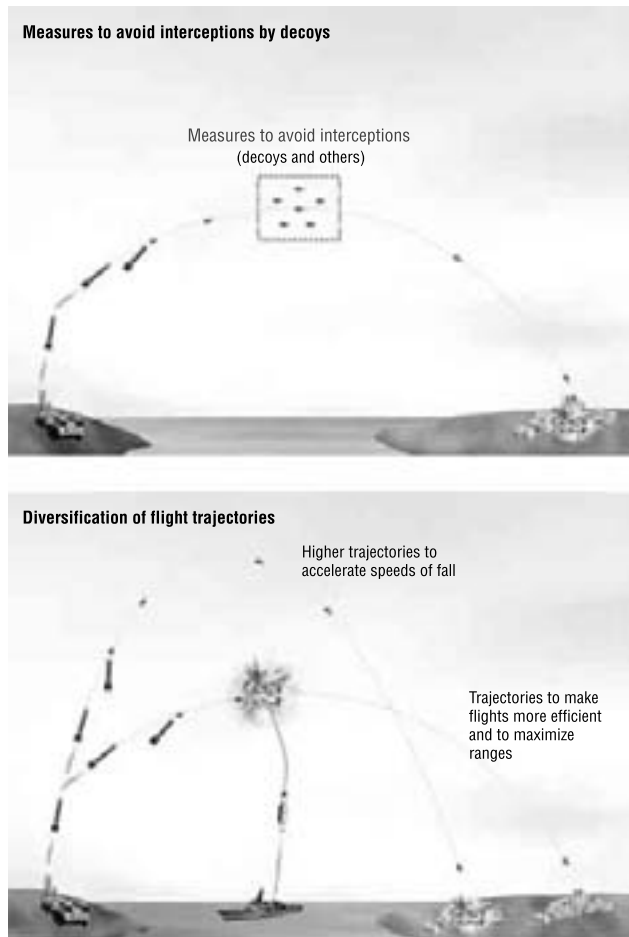 Measures to avoid interceptions by decoys
Measures to avoid interceptions
(decoys and others)
Diversification of flight trajectories
Higher trajectories to
accelerate speeds of fall
Trajectories to make
flights more efficient
and to maximize
ranges